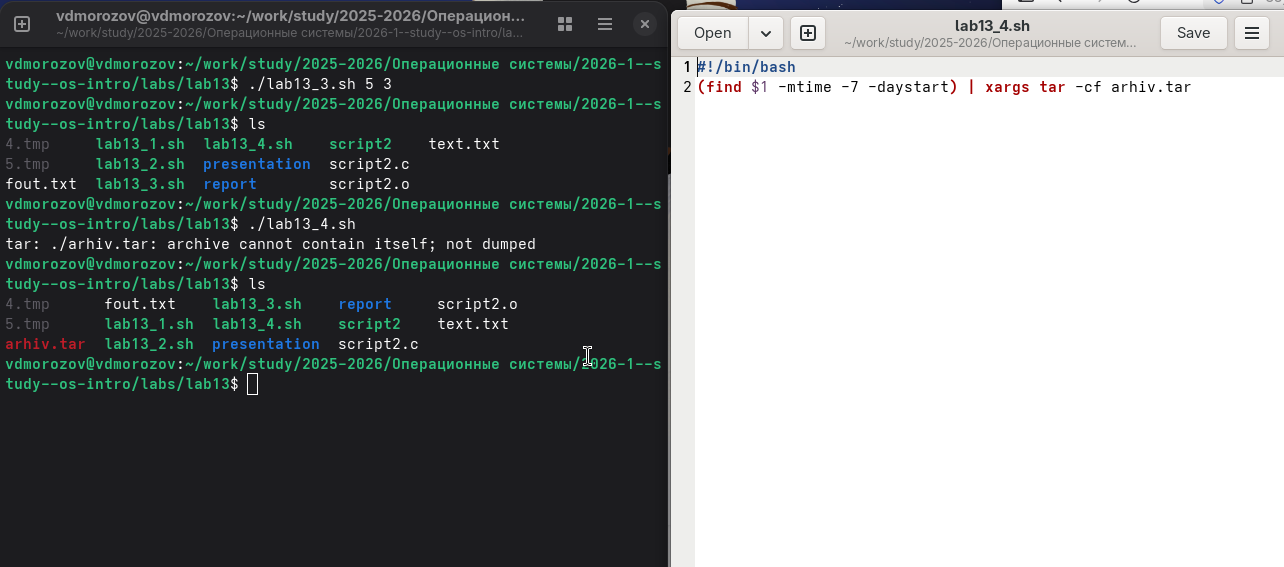 vdmorozov@vdmorozov:~/work/study/2025-2026/Операцион...
~/work/study/2025-2026/Операционные системы/2026-1--study--os-intro/la...
vdmorozov@vdmorozov:~/work/study/2025-2026/Операционные системы/2026-1--s
tudy--os-intro/labs/lab13$ ./lab13_3.sh 5 3
vdmorozov@vdmorozov:~/work/study/2025-2026/Операционные системы/2026-1--s
tudy--os-intro/labs/lab13$ ls
4.tmp lab13_1.sh lab13_4.sh script2 text.txt
5.tmp lab13_2.sh presentation script2.c
fout.txt lab13_3.sh report script2.o
vdmorozov@vdmorozov:~/work/study/2025-2026/Операционные системы/2026-1--s
tudy--os-intro/labs/lab13$ ./lab13_4.sh
tar: ./arhiv.tar: archive cannot contain itself; not dumped
vdmorozov@vdmorozov:~/work/study/2025-2026/Операционные системы/2026-1--s
tudy--os-intro/labs/lab13$ ls
4.tmp fout.txt lab13_3.sh report script2.o
5.tmp lab13_1.sh lab13_4.sh script2 text.txt
arhiv.tar lab13_2.sh presentation script2.c
vdmorozov@vdmorozov:~/work/study/2025-2026/Операционные системы/2026-1--s
tudy--os-intro/labs/lab13$
Open
lab13_4.sh
~/work/study/2025-2026/Операционные систем...
Save
1 #!/bin/bash
2 (find $1 -mtime -7 -daystart) | xargs tar -cf arhiv.tar